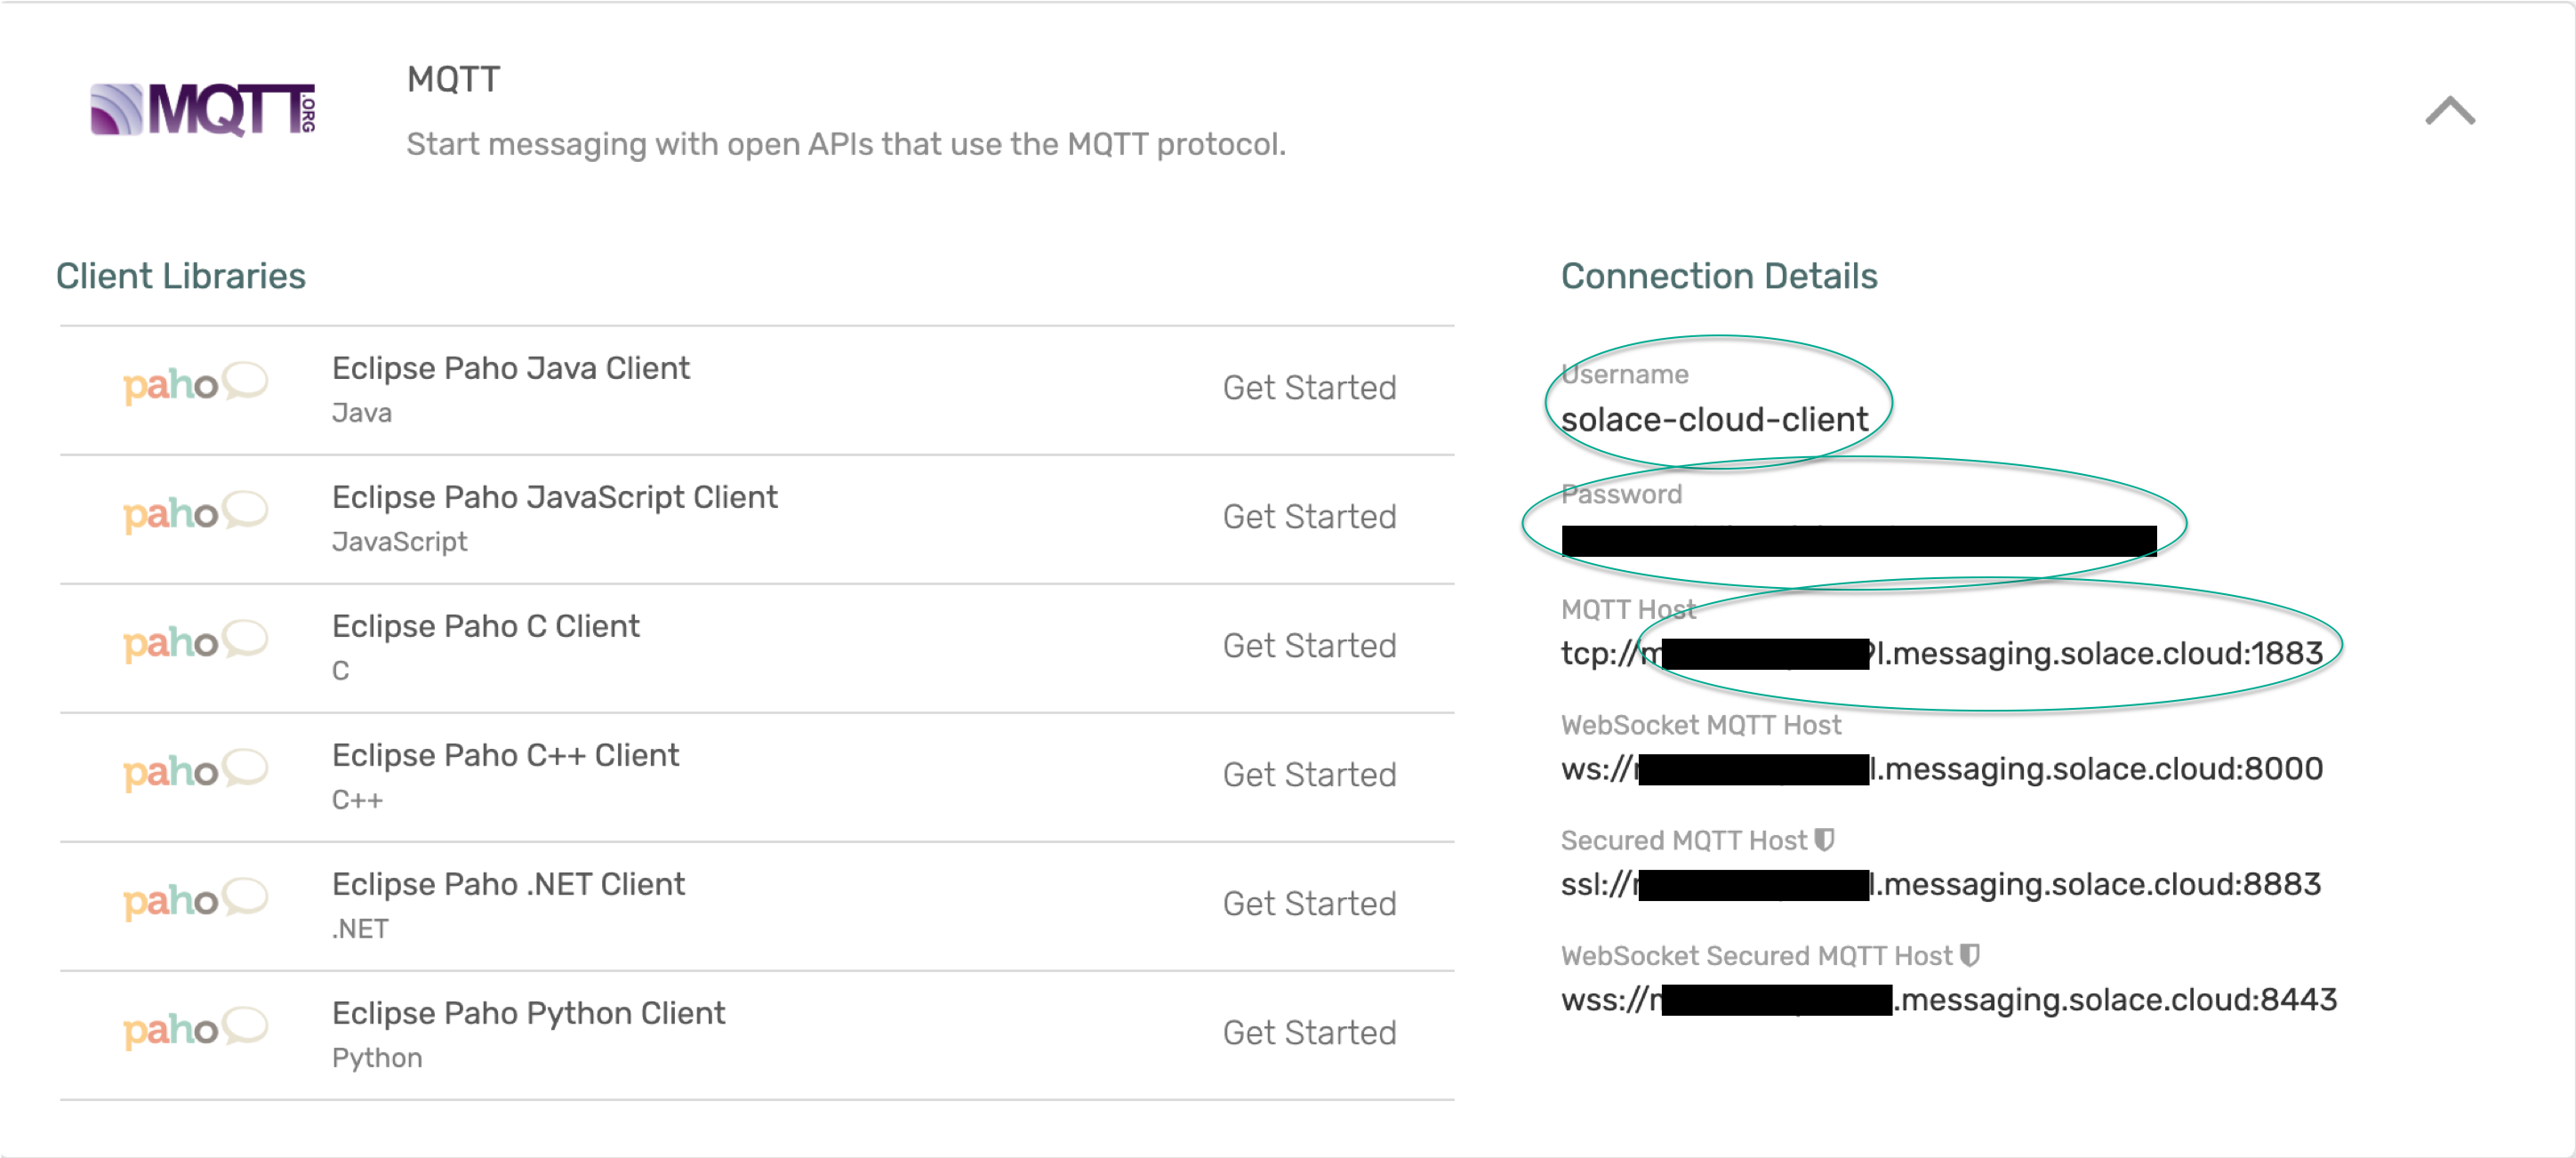 MQTT.ORG
MQTT
Start messaging with open APIs that use the MQTT protocol.
Client Libraries
paho
Eclipse Paho Java Client
Java
Get Started
paho
Eclipse Paho JavaScript Client
JavaScript
Get Started
paho
Eclipse Paho C Client
C
Get Started
paho
Eclipse Paho C++ Client
C++
Get Started
paho
Eclipse Paho .NET Client
.NET
Get Started
paho
Eclipse Paho Python Client
Python
Get Started
Connection Details
Username
solace-cloud-client
Password
MQTT Host
tcp://m l.messaging.solace.cloud:1883
WebSocket MQTT Host
ws:// l.messaging.solace.cloud:8000
Secured MQTT Host
ssl:// l.messaging.solace.cloud:8883
WebSocket Secured MQTT Host
wss:// .messaging.solace.cloud:8443